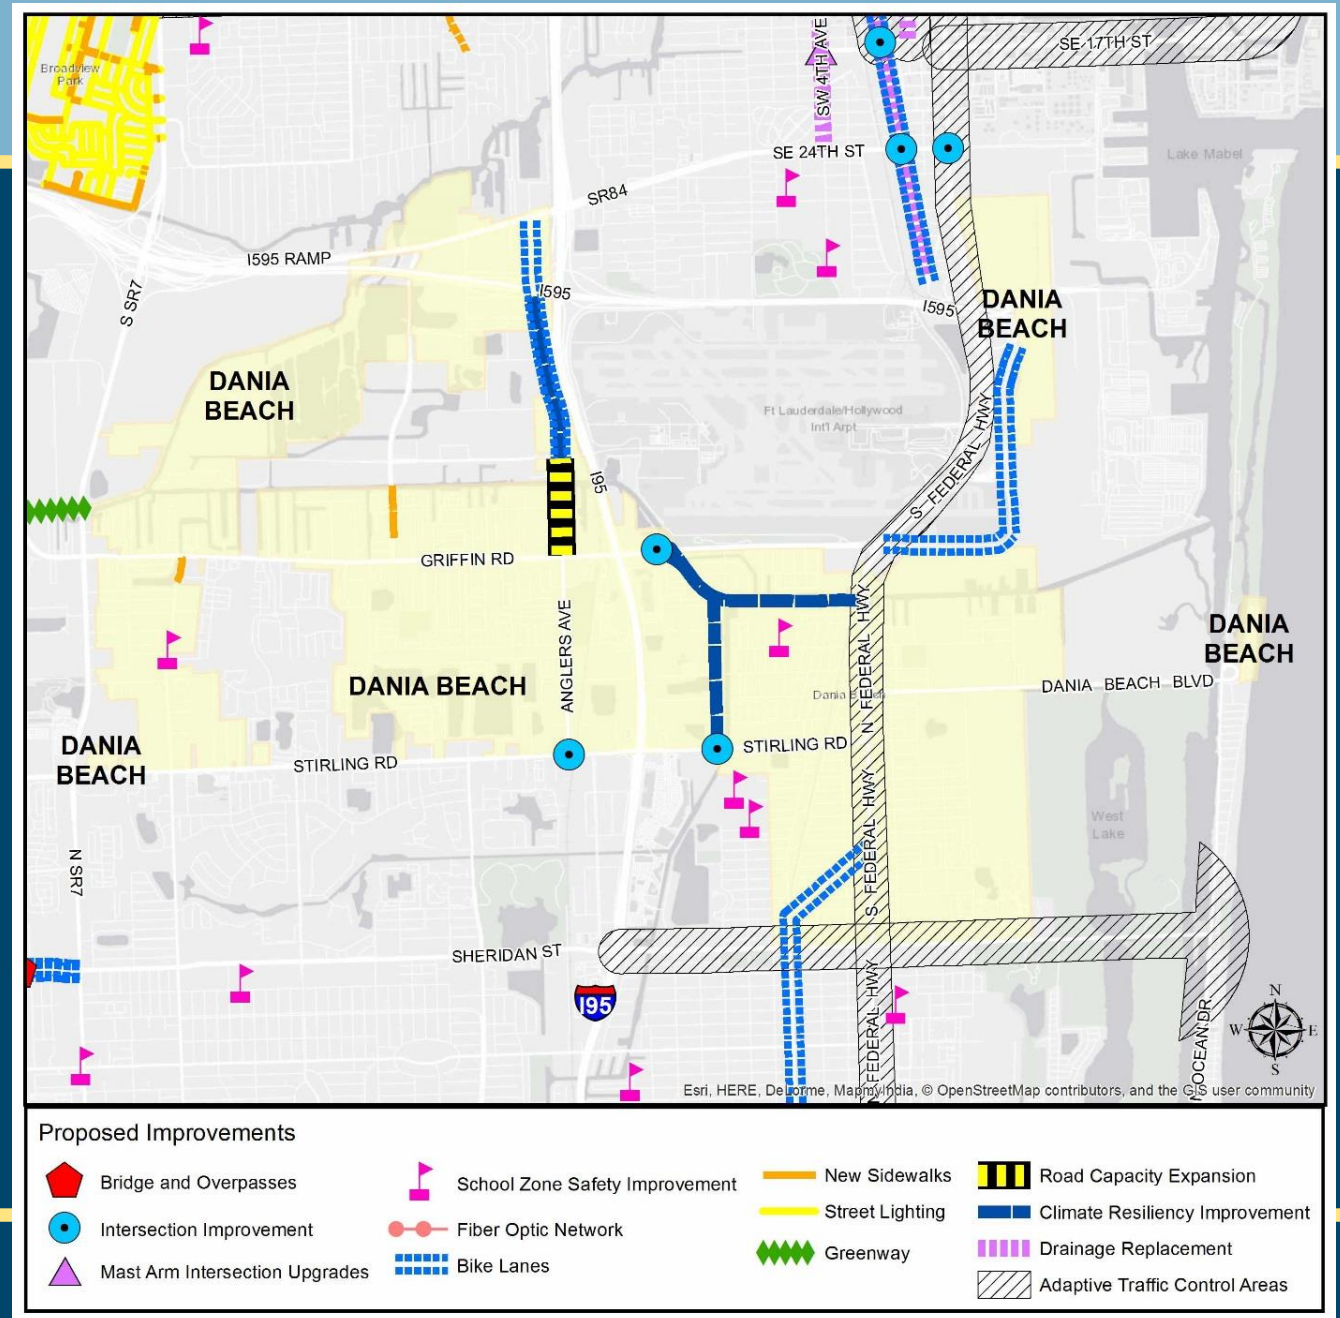 SE 17TH ST
SW 4TH AVE
Broadview
Park
SE 24TH ST
Lake Mabel
SR84
I595 RAMP
S SR7
I595
I595
DANIA
BEACH
DANIA
BEACH
Ft Lauderdale/Hollywood
Int'l Arpt
S FEDERAL HWY
I95
GRIFFIN RD
ANGLERS AVE
N FEDERAL HWY
DANIA
BEACH
DANIA BEACH
DANIA BEACH BLVD
DANIA
BEACH
STIRLING RD
STIRLING RD
S FEDERAL HWY
West
Lake
N SR7
SHERIDAN ST
I95
N FEDERAL HWY
N OCEAN DR
N
W E
S
Esri, HERE, DeLorme, MapmyIndia, © OpenStreetMap contributors, and the GIS user community
Proposed Improvements
Bridge and Overpasses
Intersection Improvement
Mast Arm Intersection Upgrades
School Zone Safety Improvement
Fiber Optic Network
Bike Lanes
New Sidewalks
Street Lighting
Greenway
Road Capacity Expansion
Climate Resiliency Improvement
Drainage Replacement
Adaptive Traffic Control Areas